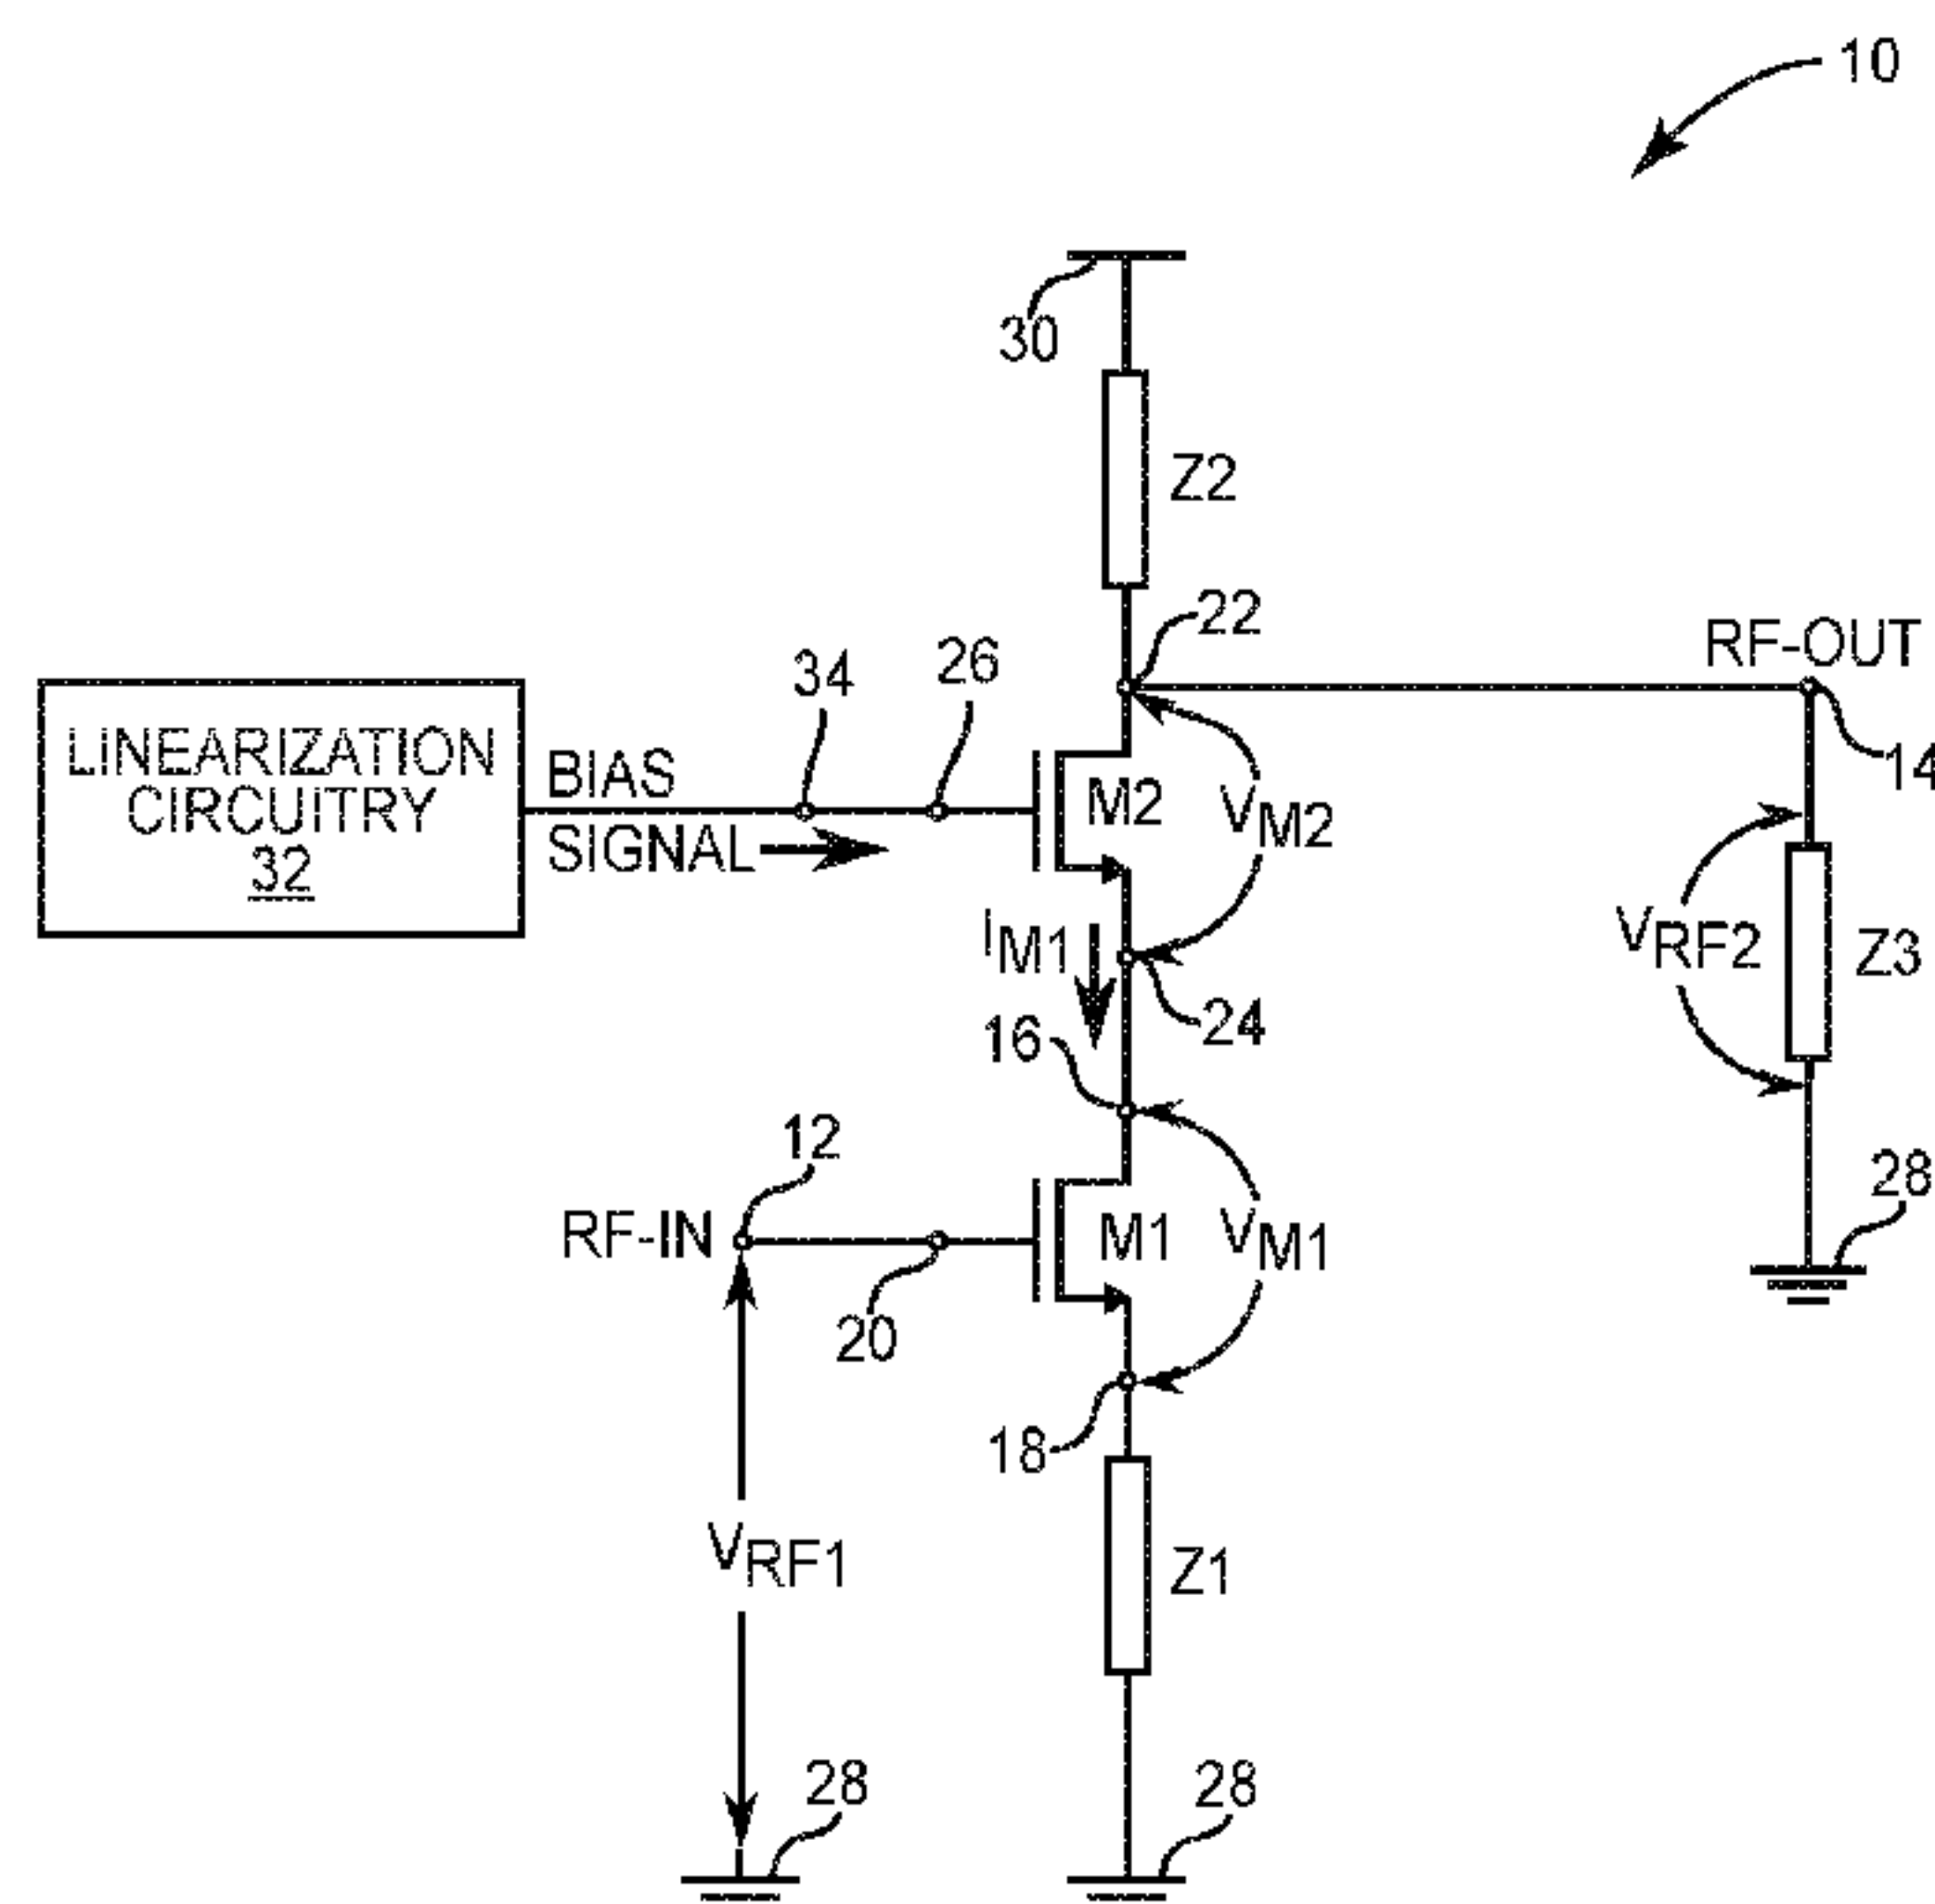 10
30
Z2
22
RF-OUT
34
26
14
LINEARIZATION
CIRCUITRY
32
BIAS
SIGNAL
M2
VM2
VRF2
Z3
IM1
24
16
12
28
RF-IN
M1
VM1
20
18
VRF1
Z1
28
28